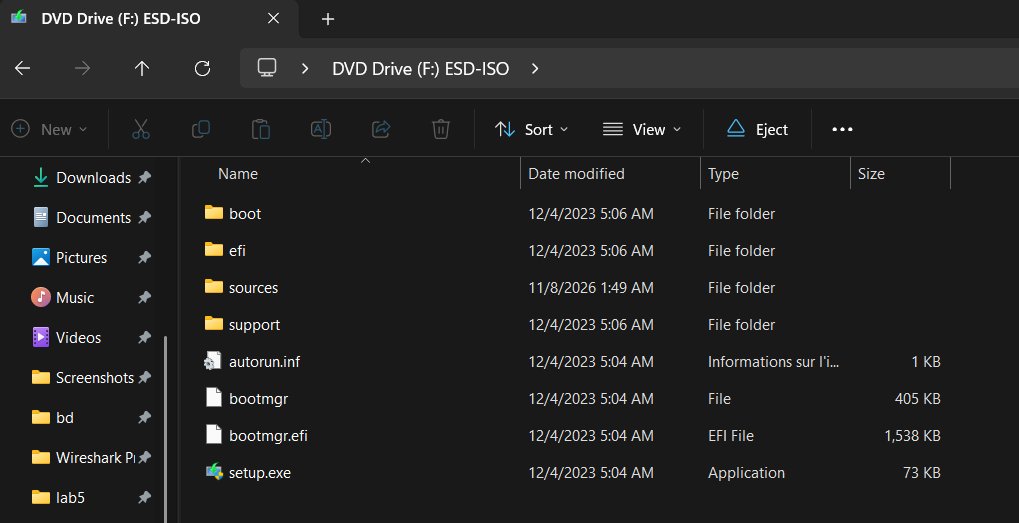 DVD Drive (F:) ESD-ISO
DVD Drive (F:) ESD-ISO
New Sort View Eject
Name Date modified Type Size
Downloads
Documents
Pictures
Music
Videos
Screenshots
bd
Wireshark Pr
lab5
boot 12/4/2023 5:06 AM File folder
efi 12/4/2023 5:06 AM File folder
sources 11/8/2026 1:49 AM File folder
support 12/4/2023 5:06 AM File folder
autorun.inf 12/4/2023 5:04 AM Informations sur l'i... 1 KB
bootmgr 12/4/2023 5:04 AM File 405 KB
bootmgr.efi 12/4/2023 5:04 AM EFI File 1,538 KB
setup.exe 12/4/2023 5:04 AM Application 73 KB